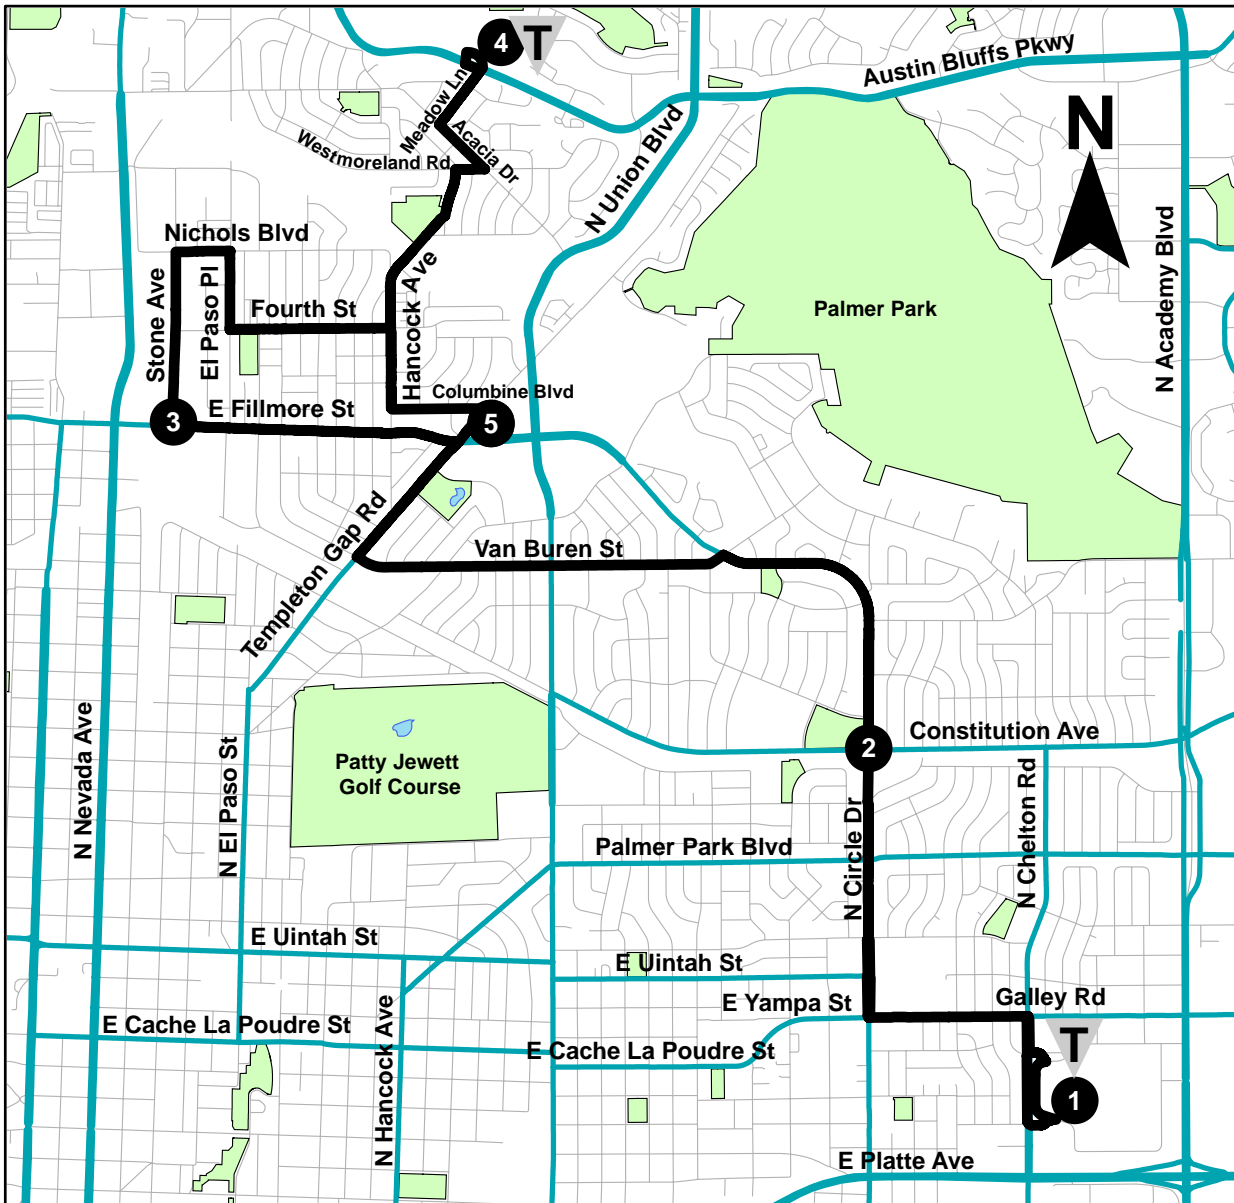 4
T
Austin Bluffs Pkwy
Meadow Ln
Acacia Dr
Westmoreland Rd
N Union Blvd
N
Nichols Blvd
Stone Ave
El Paso Pl
Fourth St
Hancock Ave
Palmer Park
N Academy Blvd
Columbine Blvd
E Fillmore St
3
5
Templeton Gap Rd
Van Buren St
N Nevada Ave
N El Paso St
Patty Jewett
Golf Course
2
Constitution Ave
N Circle Dr
N Chelton Rd
Palmer Park Blvd
E Uintah St
E Uintah St
E Yampa St
Galley Rd
E Cache La Poudre St
N Hancock Ave
E Cache La Poudre St
T
1
E Platte Ave